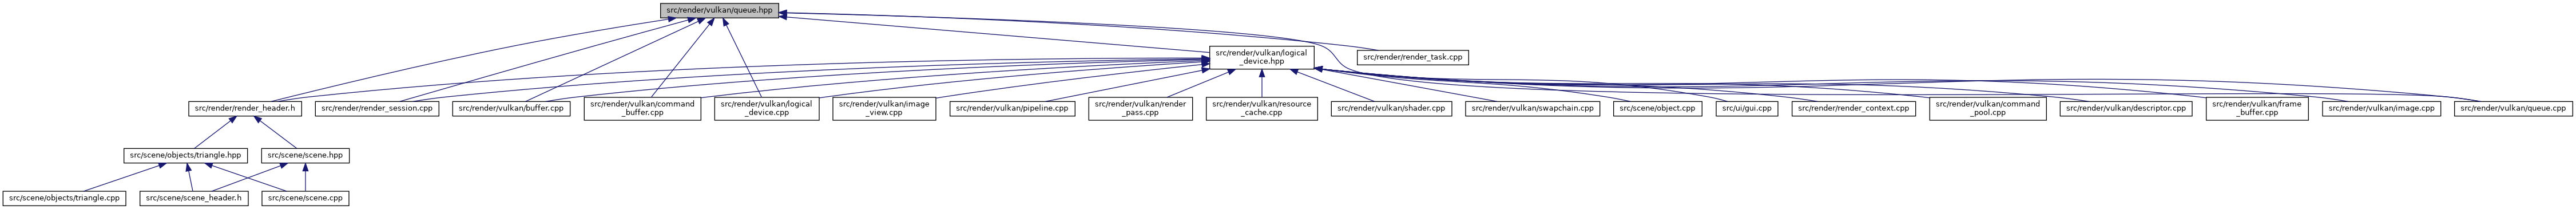 src/render/vulkan/queue.hpp
src/render/vulkan/logical
_device.hpp
src/render/render_task.cpp
src/render/render_header.h
src/render/render_session.cpp
src/render/vulkan/buffer.cpp
src/render/vulkan/command
_buffer.cpp
src/render/vulkan/logical
_device.cpp
src/render/vulkan/image
_view.cpp
src/render/vulkan/pipeline.cpp
src/render/vulkan/render
_pass.cpp
src/render/vulkan/resource
_cache.cpp
src/render/vulkan/shader.cpp
src/render/vulkan/swapchain.cpp
src/scene/object.cpp
src/ui/gui.cpp
src/render/render_context.cpp
src/render/vulkan/command
_pool.cpp
src/render/vulkan/descriptor.cpp
src/render/vulkan/frame
_buffer.cpp
src/render/vulkan/image.cpp
src/render/vulkan/queue.cpp
src/scene/objects/triangle.hpp
src/scene/scene.hpp
src/scene/objects/triangle.cpp
src/scene/scene_header.h
src/scene/scene.cpp